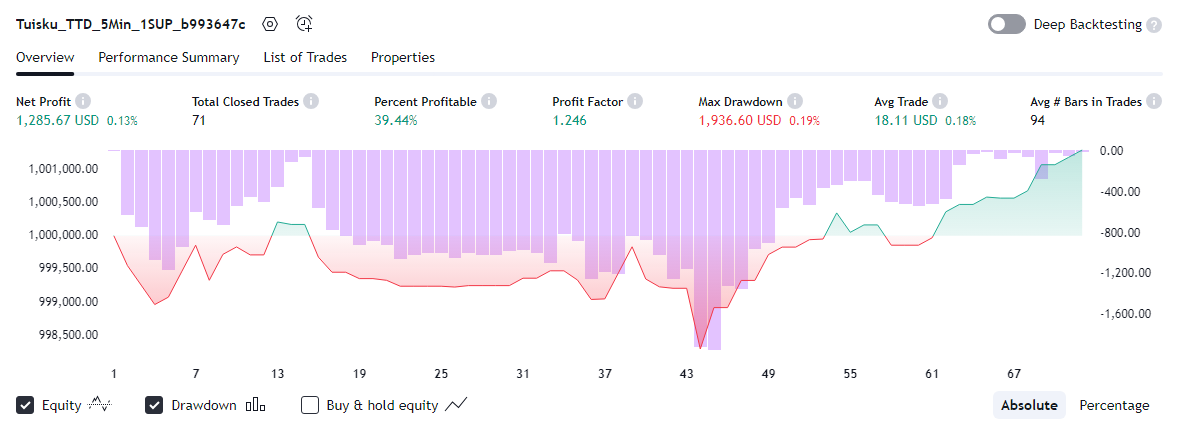 Tuisku_TTD_5Min_1SUP_b993647c
Deep Backtesting ?
Overview Performance Summary List of Trades Properties
Net Profit i Total Closed Trades i Percent Profitable i Profit Factor i Max Drawdown i Avg Trade i Avg # Bars in Trades i
1,285.67 USD 0.13% 71 39.44% 1.246 1,936.60 USD 0.19% 18.11 USD 0.18% 94
1,001,000.00
1,000,500.00
1,000,000.00
999,500.00
999,000.00
998,500.00
0.00
-400.00
-800.00
-1,200.00
-1,600.00
1 7 13 19 25 31 37 43 49 55 61 67
Equity Drawdown Buy & hold equity Absolute Percentage